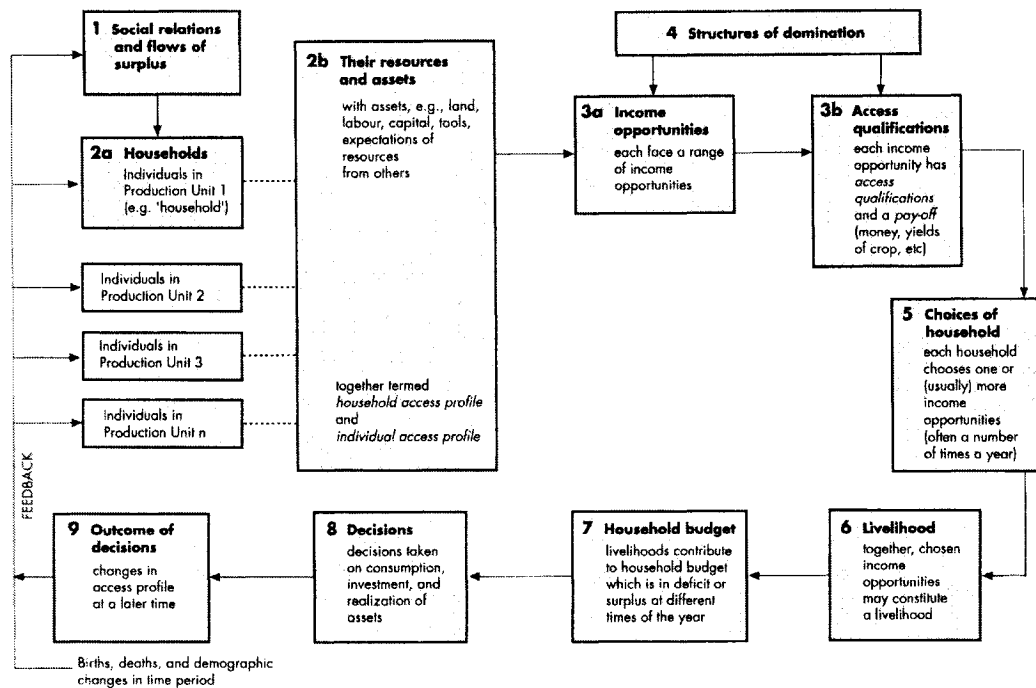 1 Social relations
and flows of
surplus
2a Households
Individuals in
Production Unit 1
(e.g. 'household')
Individuals in
Production Unit 2
Individuals in
Production Unit 3
Individuals in
Production Unit n
2b Their resources
and assets
with assets, e.g., land,
labour, capital, tools,
expectations of
resources
from others
together termed
household access profile
and
individual access profile
4 Structures of domination
3a Income
opportunities
each face a range
of income
opportunities
3b Access
qualifications
each income
opportunity has
access
qualifications
and a pay-off
(money, yields
of crop, etc)
5 Choices of
household
each household
chooses one or
(usually) more
income
opportunities
(often a number
of times a year)
6 Livelihood
together, chosen
income
opportunities
may constitute
a livelihood
7 Household budget
livelihoods contribute
to household budget
which is in deficit or
surplus at different
times of the year
8 Decisions
decisions taken
on consumption,
investment, and
realization of
assets
9 Outcome of
decisions
changes in
access profile
at a later time
FEEDBACK
Births, deaths, and demographic
changes in time period